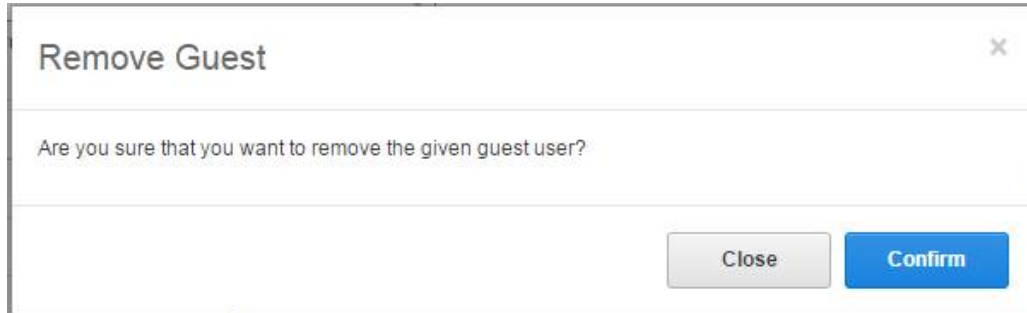 Remove Guest
Are you sure that you want to remove the given guest user?
Close Confirm